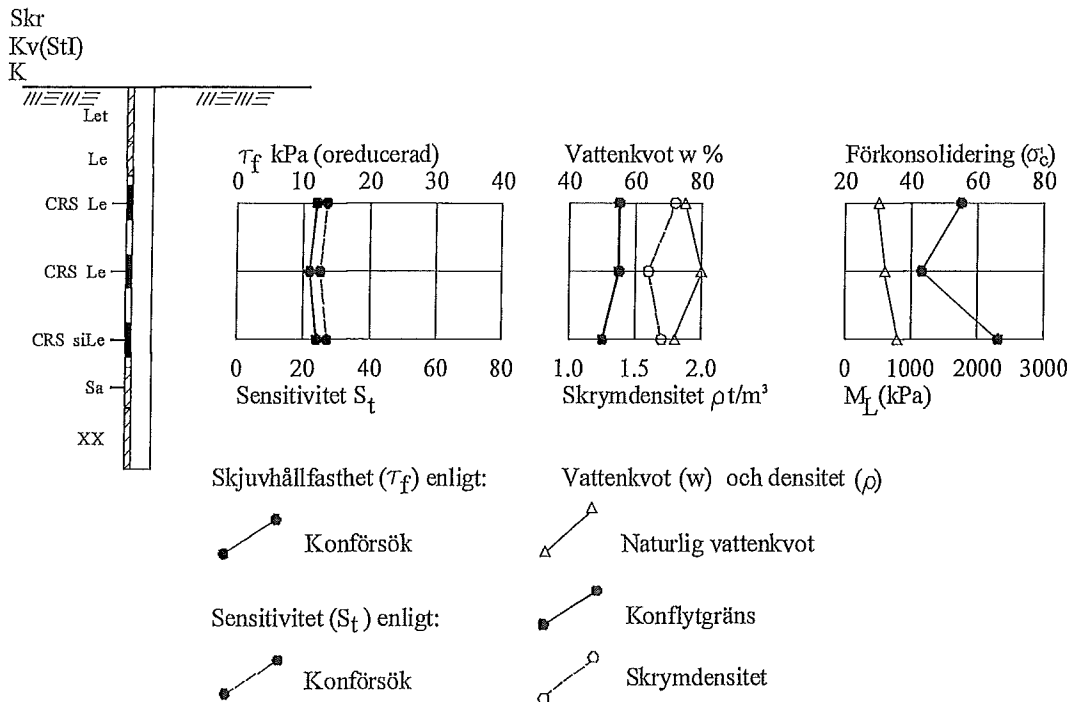 Skr
Kv(StI)
K
Let
Le
CRS Le
CRS Le
CRS siLe
Sa
XX
τf kPa (oreducerad)
0 10 20 30 40
0 20 40 60 80
Sensitivitet St
Vattenkvot w %
40 60 80
1.0 1.5 2.0
Skrymdensitet ρ t/m³
Förkonsolidering (σ'c)
20 40 60 80
0 1000 2000 3000
ML (kPa)
Skjuvhållfasthet (τf) enligt:
Konförsök
Sensitivitet (St) enligt:
Konförsök
Vattenkvot (w) och densitet (ρ)
Naturlig vattenkvot
Konflytgräns
Skrymdensitet